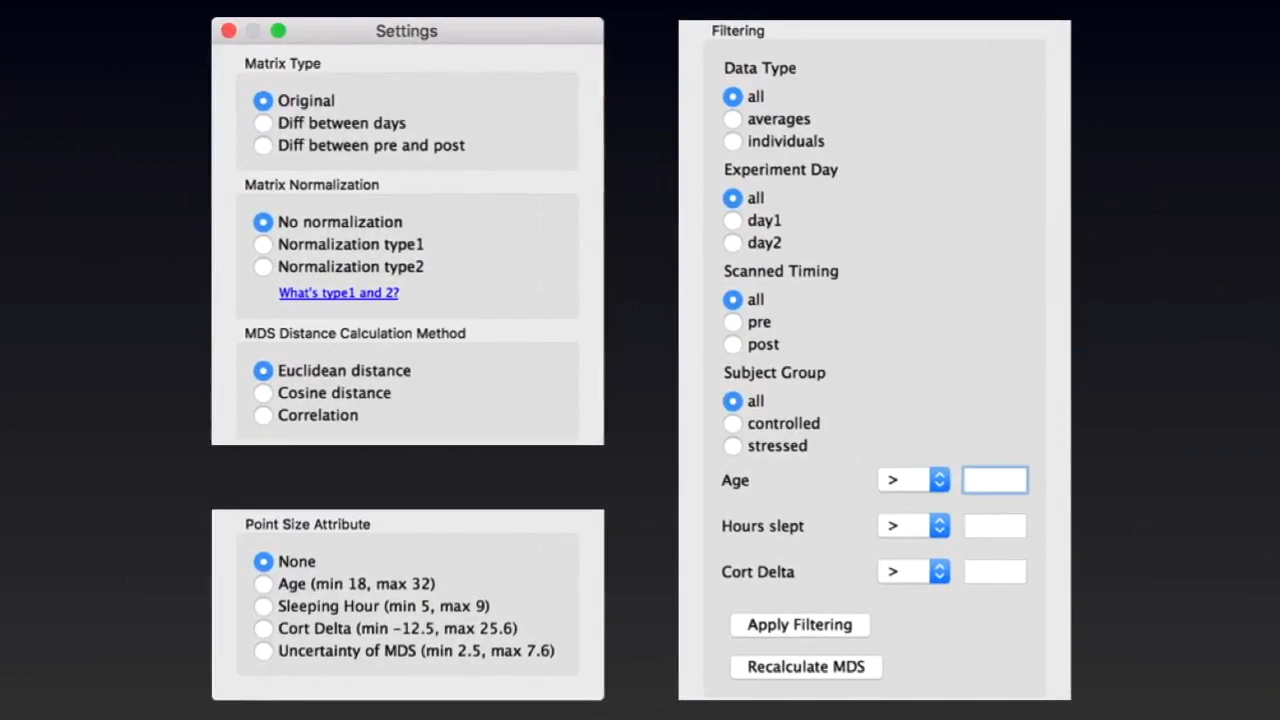 Settings
Matrix Type
Original
Diff between days
Diff between pre and post
Matrix Normalization
No normalization
Normalization type1
Normalization type2
What's type1 and 2?
MDS Distance Calculation Method
Euclidean distance
Cosine distance
Correlation
Point Size Attribute
None
Age (min 18, max 32)
Sleeping Hour (min 5, max 9)
Cort Delta (min -12.5, max 25.6)
Uncertainty of MDS (min 2.5, max 7.6)
Filtering
Data Type
all
averages
individuals
Experiment Day
all
day1
day2
Scanned Timing
all
pre
post
Subject Group
all
controlled
stressed
Age >
Hours slept >
Cort Delta >
Apply Filtering
Recalculate MDS